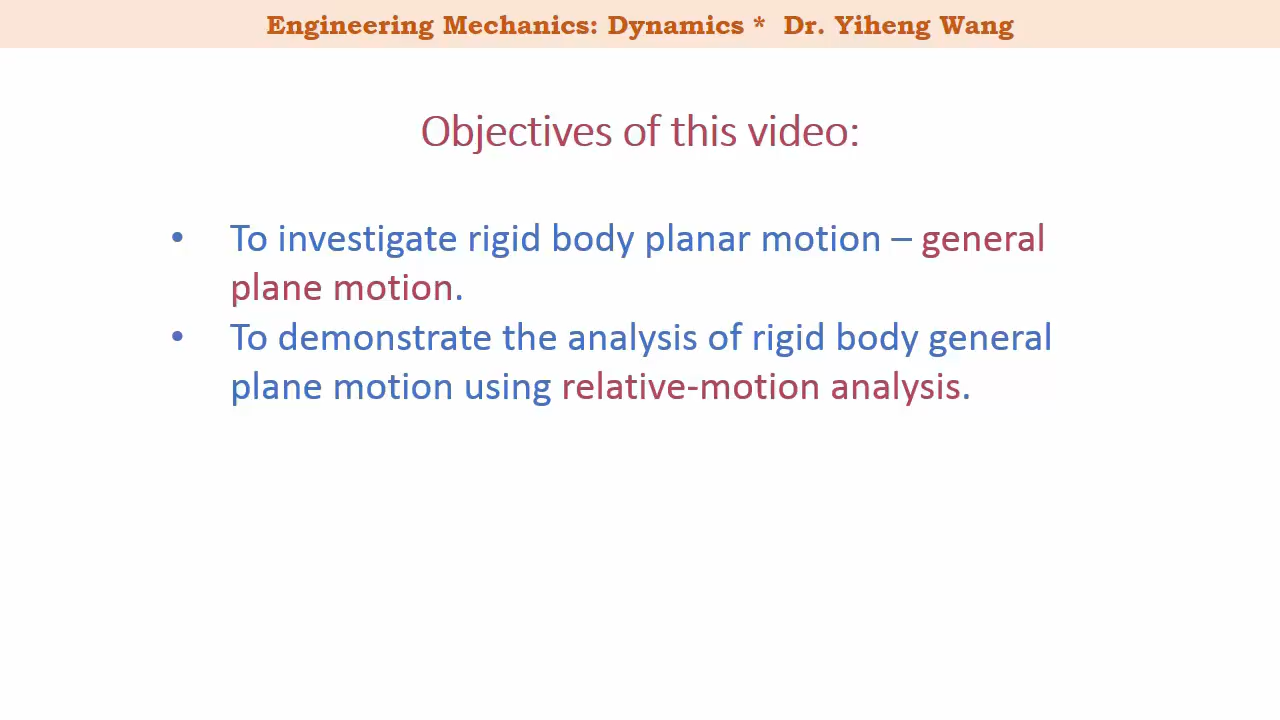 Engineering Mechanics: Dynamics * Dr. Yiheng Wang
Objectives of this video:
• To investigate rigid body planar motion – general
plane motion.
• To demonstrate the analysis of rigid body general
plane motion using relative-motion analysis.